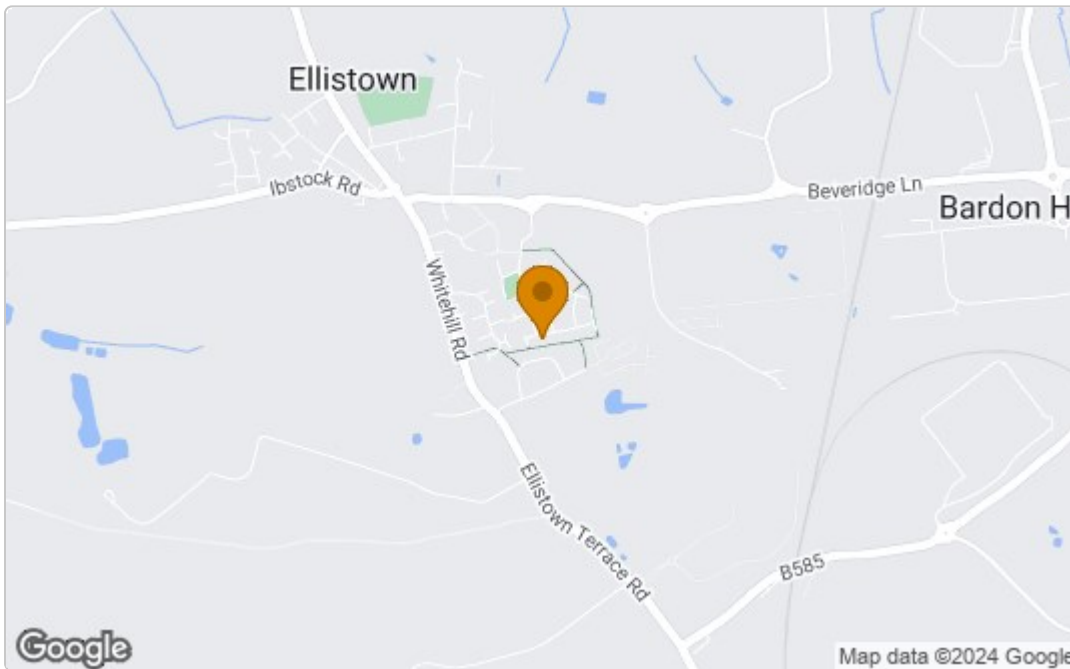 Ellistown
Ibstock Rd
Beveridge Ln
Bardon H
Whitehill Rd
Ellistown Terrace Rd
B585
Google
Map data ©2024 Google